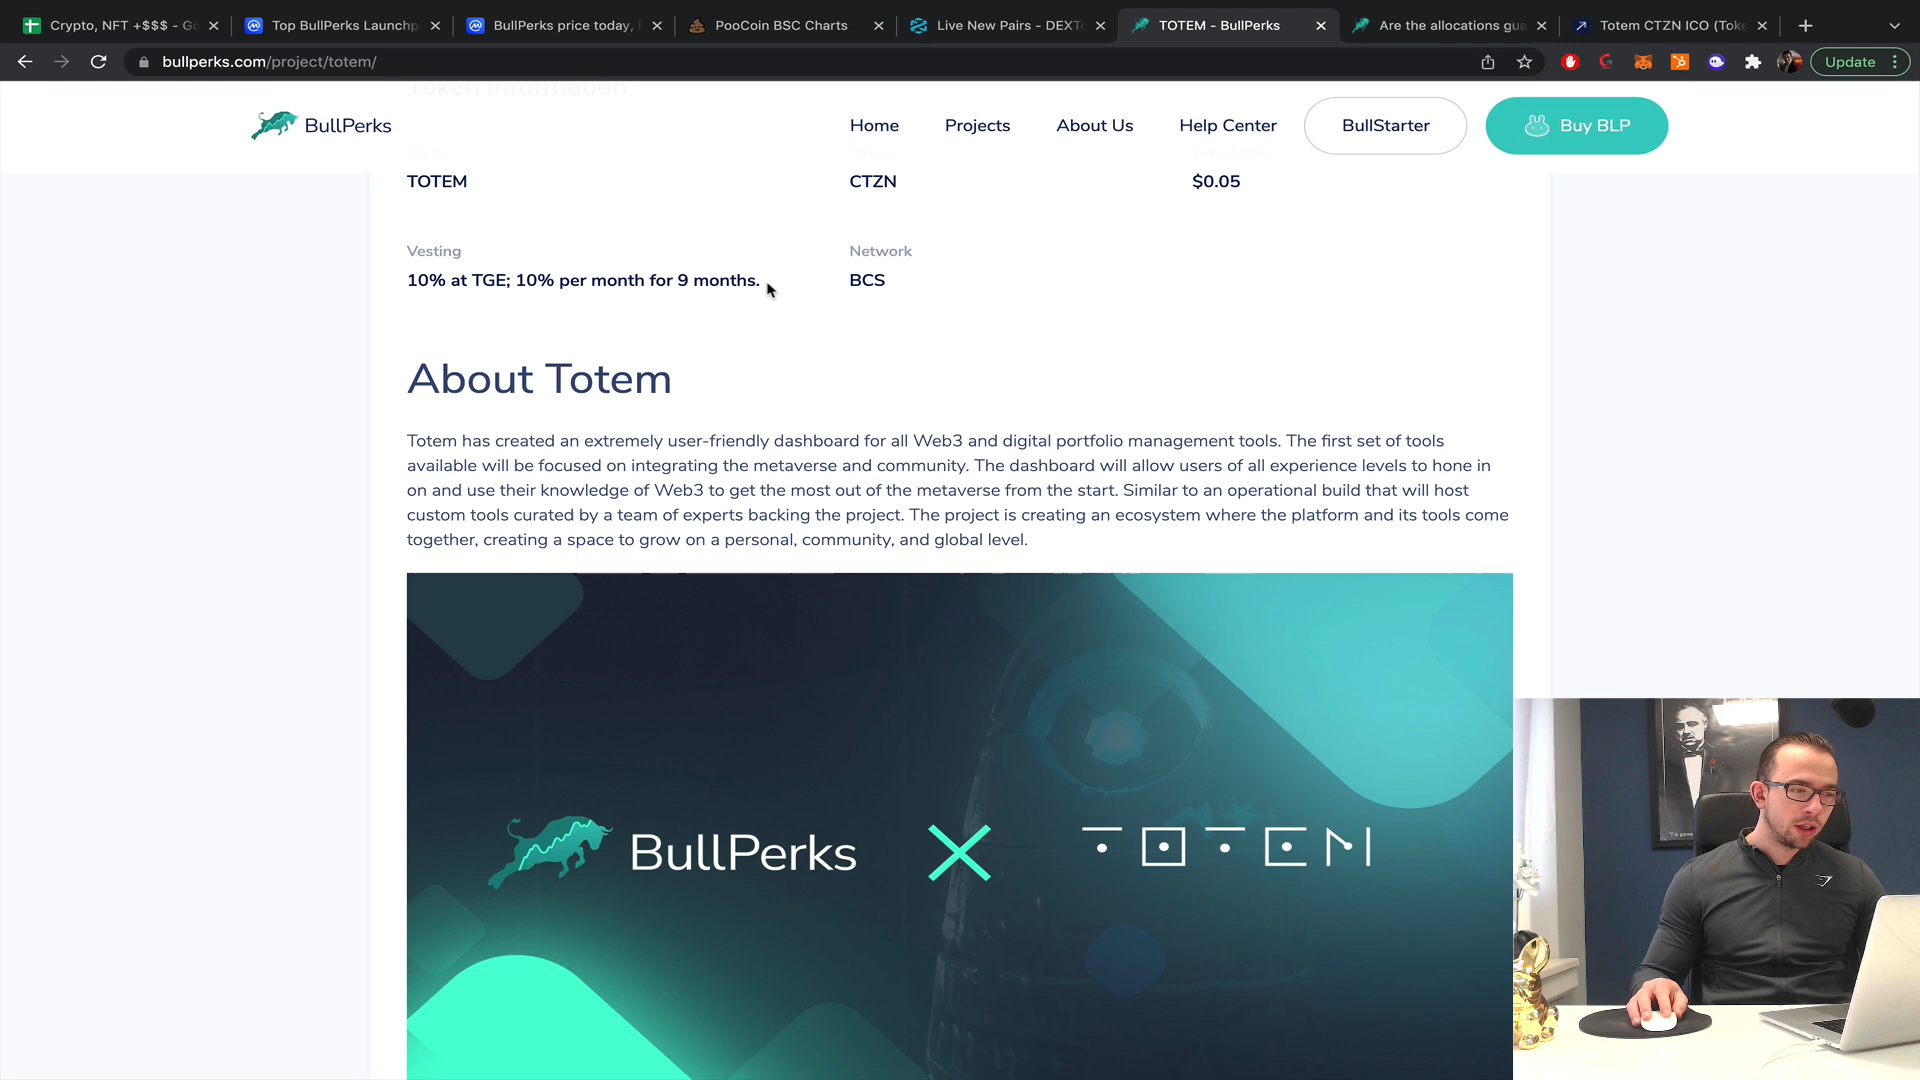 Crypto, NFT +$$$ - Go
Top BullPerks Launchp
BullPerks price today,
PooCoin BSC Charts
Live New Pairs - DEXTo
TOTEM - BullPerks
Are the allocations gua
Totem CTZN ICO (Toke
bullperks.com/project/totem/
Update
Token Information
BullPerks
Home
Projects
About Us
Help Center
BullStarter
Buy BLP
TOTEM
CTZN
$0.05
Vesting
Network
10% at TGE; 10% per month for 9 months.
BCS
About Totem
Totem has created an extremely user-friendly dashboard for all Web3 and digital portfolio management tools. The first set of tools
available will be focused on integrating the metaverse and community. The dashboard will allow users of all experience levels to hone in
on and use their knowledge of Web3 to get the most out of the metaverse from the start. Similar to an operational build that will host
custom tools curated by a team of experts backing the project. The project is creating an ecosystem where the platform and its tools come
together, creating a space to grow on a personal, community, and global level.
BullPerks
TOTEM